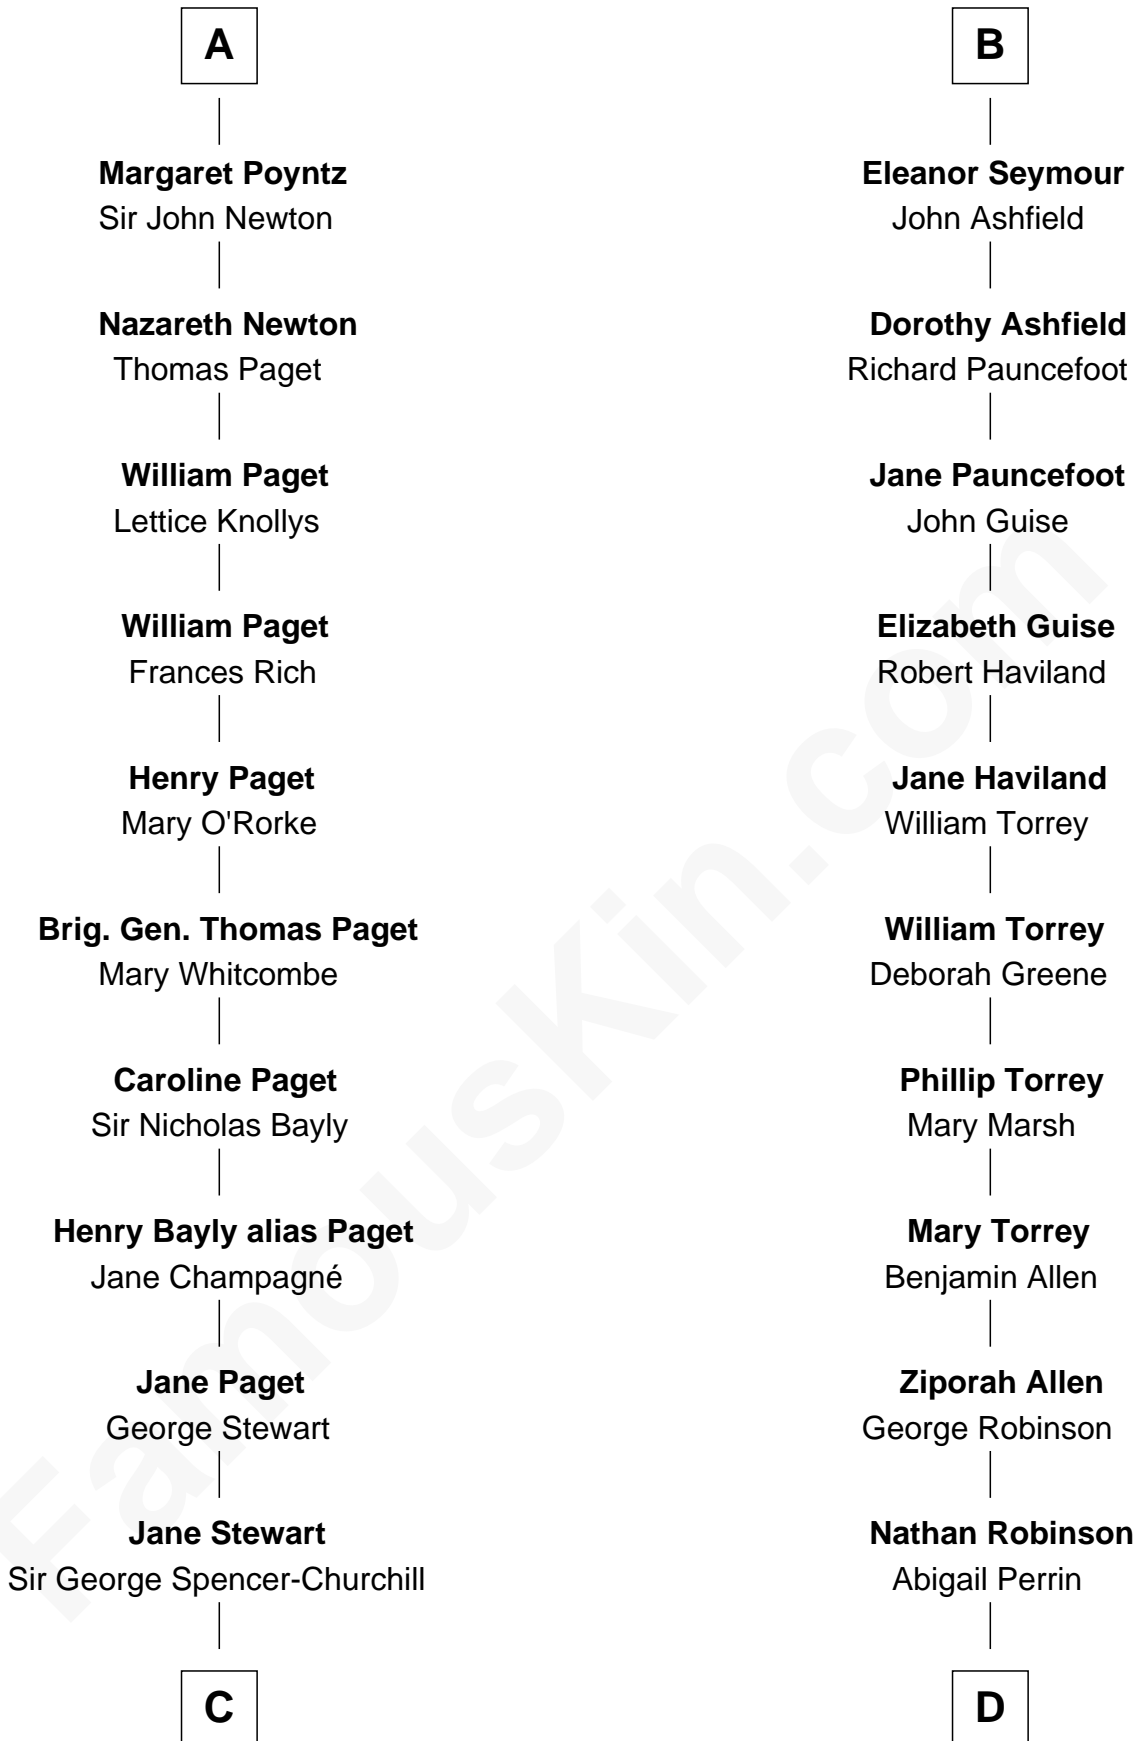 A
Margaret Poyntz
Sir John Newton
Nazareth Newton
Thomas Paget
William Paget
Lettice Knollys
William Paget
Frances Rich
Henry Paget
Mary O'Rorke
Brig. Gen. Thomas Paget
Mary Whitcombe
Caroline Paget
Sir Nicholas Bayly
Henry Bayly alias Paget
Jane Champagné
Jane Paget
George Stewart
Jane Stewart
Sir George Spencer-Churchill
C
B
Eleanor Seymour
John Ashfield
Dorothy Ashfield
Richard Pauncefoot
Jane Pauncefoot
John Guise
Elizabeth Guise
Robert Haviland
Jane Haviland
William Torrey
William Torrey
Deborah Greene
Phillip Torrey
Mary Marsh
Mary Torrey
Benjamin Allen
Ziporah Allen
George Robinson
Nathan Robinson
Abigail Perrin
D
FamousKin.com